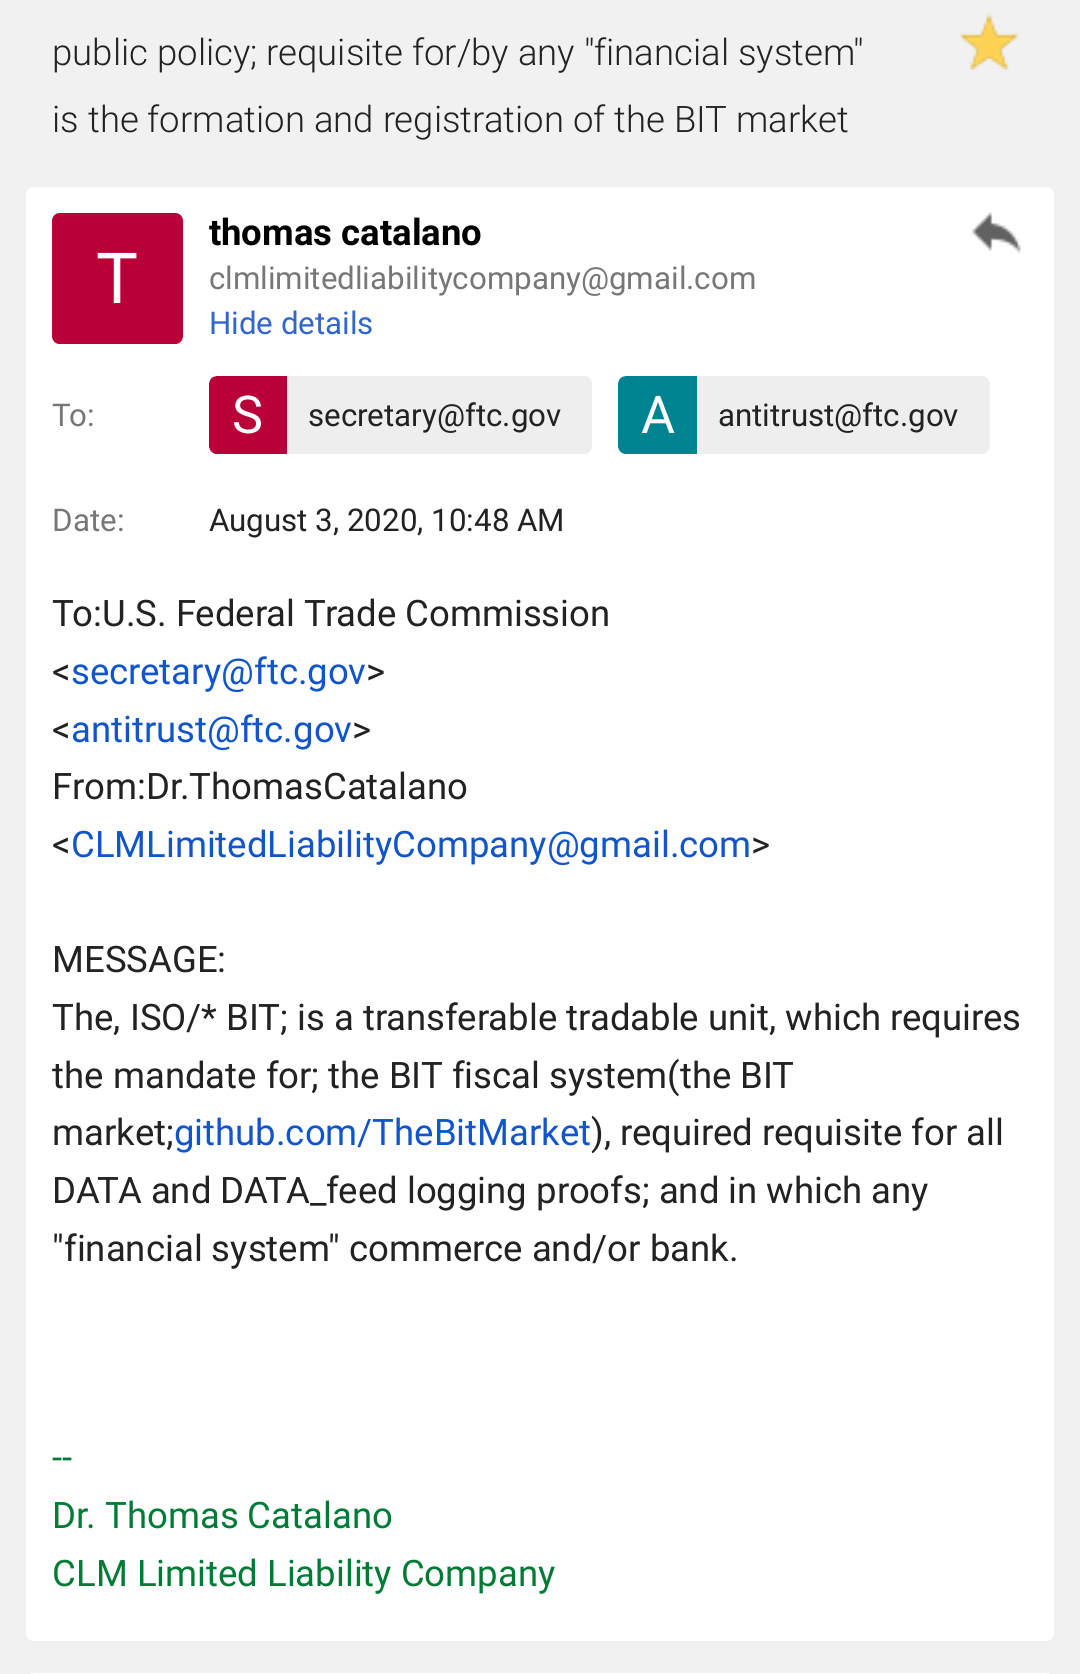 public policy; requisite for/by any "financial system"
is the formation and registration of the BIT market
T
thomas catalano
clmlimitedliabilitycompany@gmail.com
Hide details
To:
S secretary@ftc.gov
A antitrust@ftc.gov
Date: August 3, 2020, 10:48 AM
To:U.S. Federal Trade Commission
<secretary@ftc.gov>
<antitrust@ftc.gov>
From:Dr.ThomasCatalano
<CLMLimitedLiabilityCompany@gmail.com>
MESSAGE:
The, ISO/* BIT; is a transferable tradable unit, which requires
the mandate for; the BIT fiscal system(the BIT
market;github.com/TheBitMarket), required requisite for all
DATA and DATA_feed logging proofs; and in which any
"financial system" commerce and/or bank.
--
Dr. Thomas Catalano
CLM Limited Liability Company